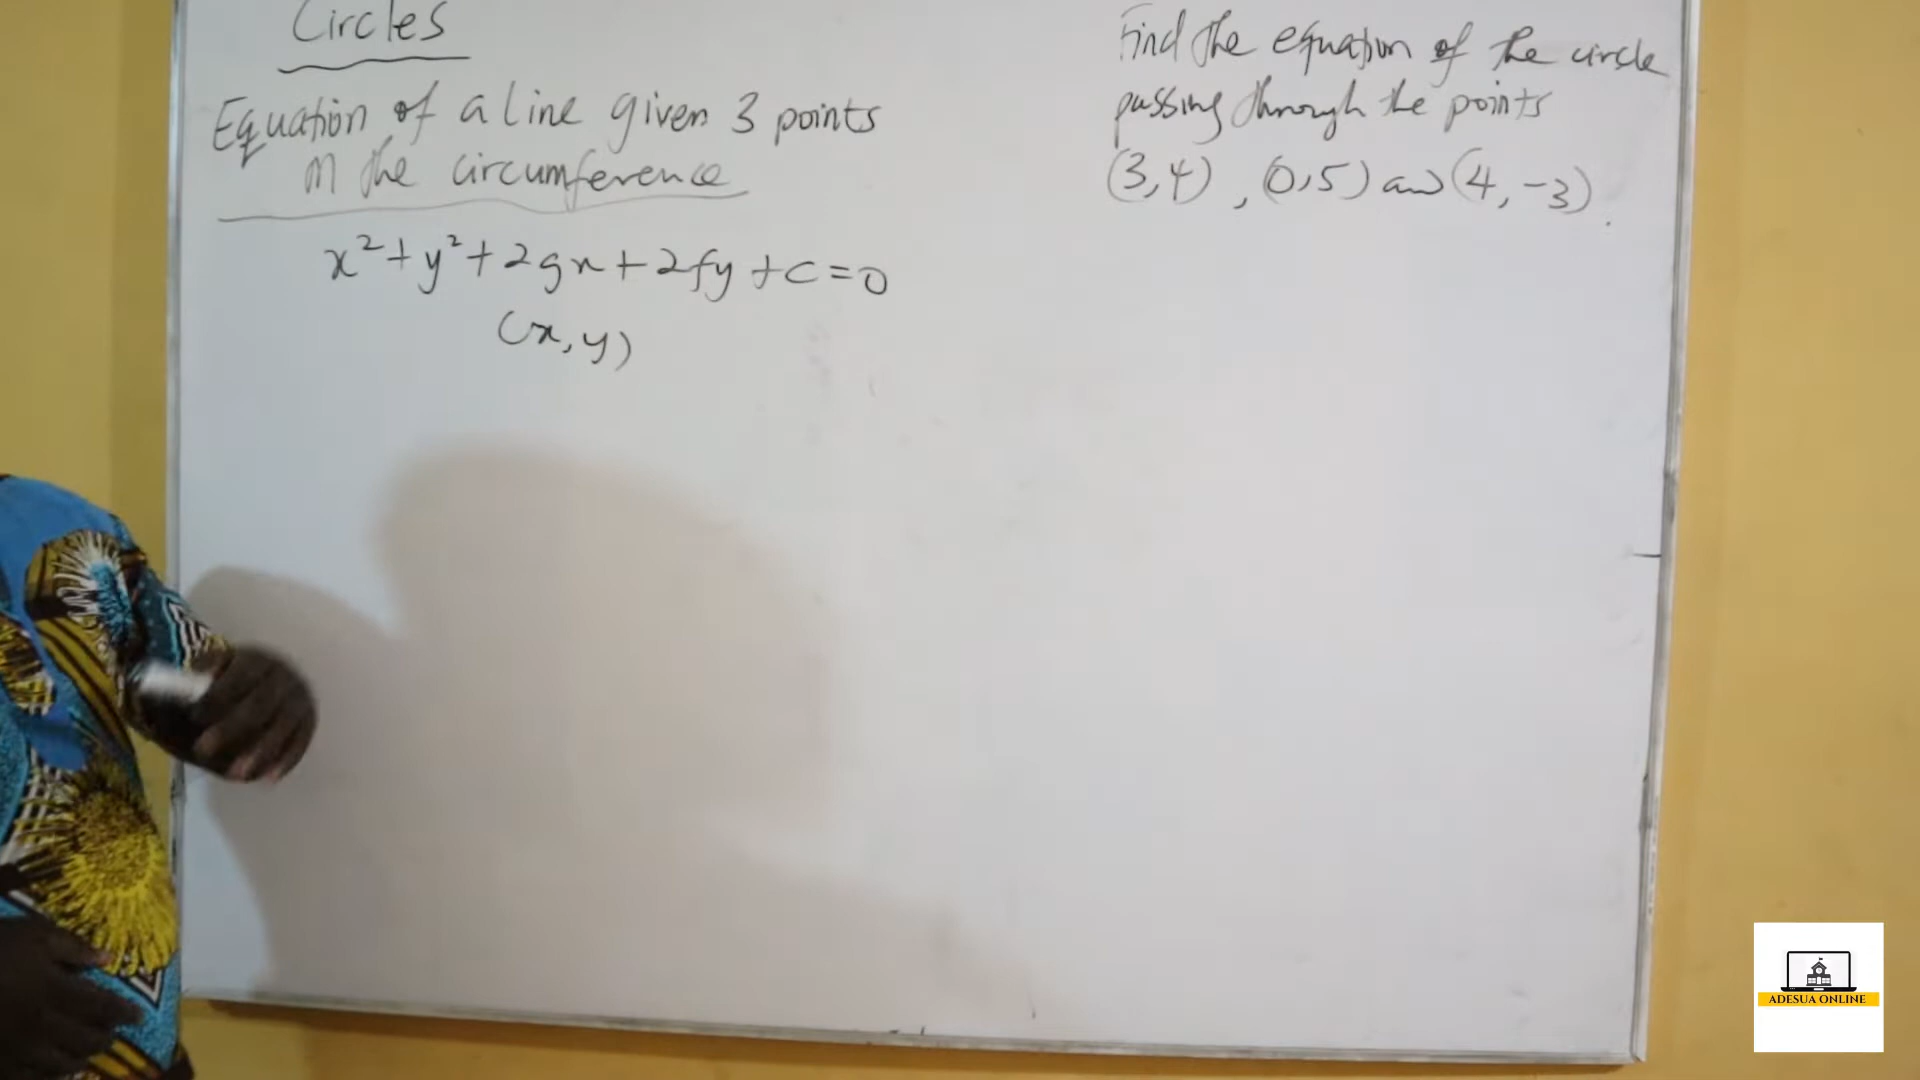 Circles
Equation of a line given 3 points
on the circumference
x²+y²+2gx+2fy+c=0
(x,y)
Find the equation of the circle
passing through the points
(3,4), (0,5) and (4,-3).
ADESUA ONLINE